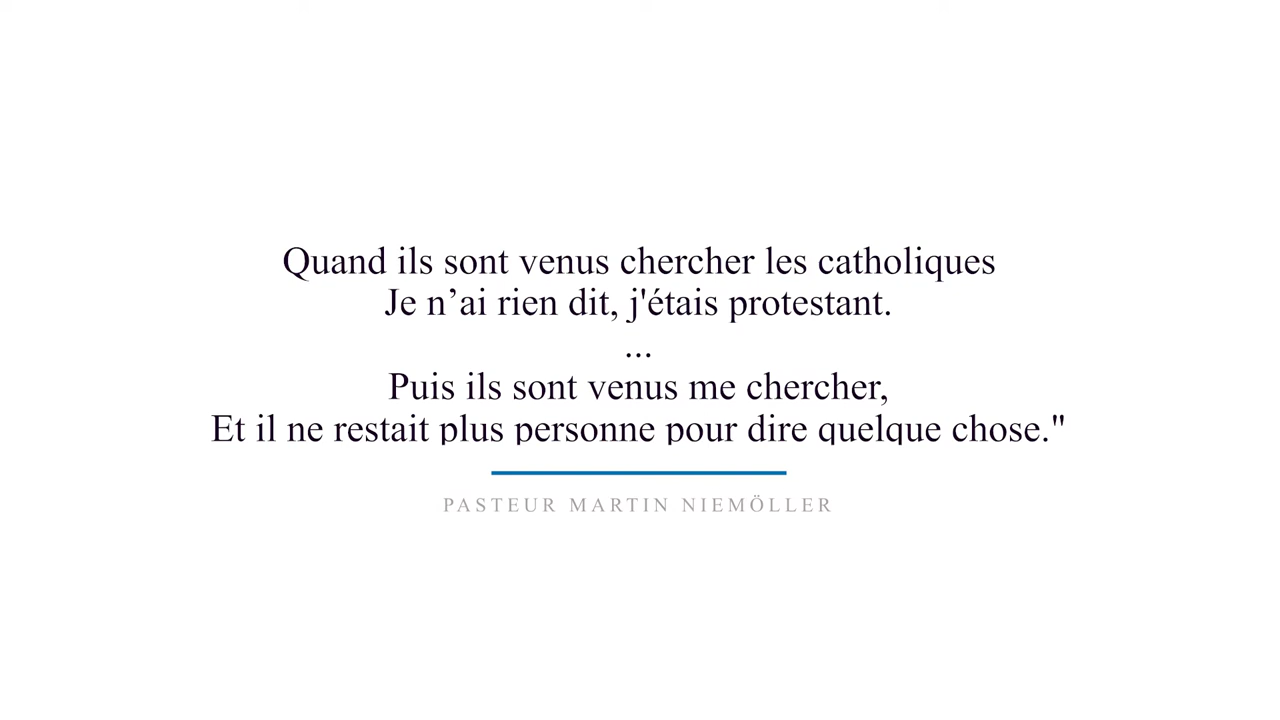 Quand ils sont venus chercher les catholiques
Je n’ai rien dit, j'étais protestant.
...
Puis ils sont venus me chercher,
Et il ne restait plus personne pour dire quelque chose."
PASTEUR MARTIN NIEMÖLLER